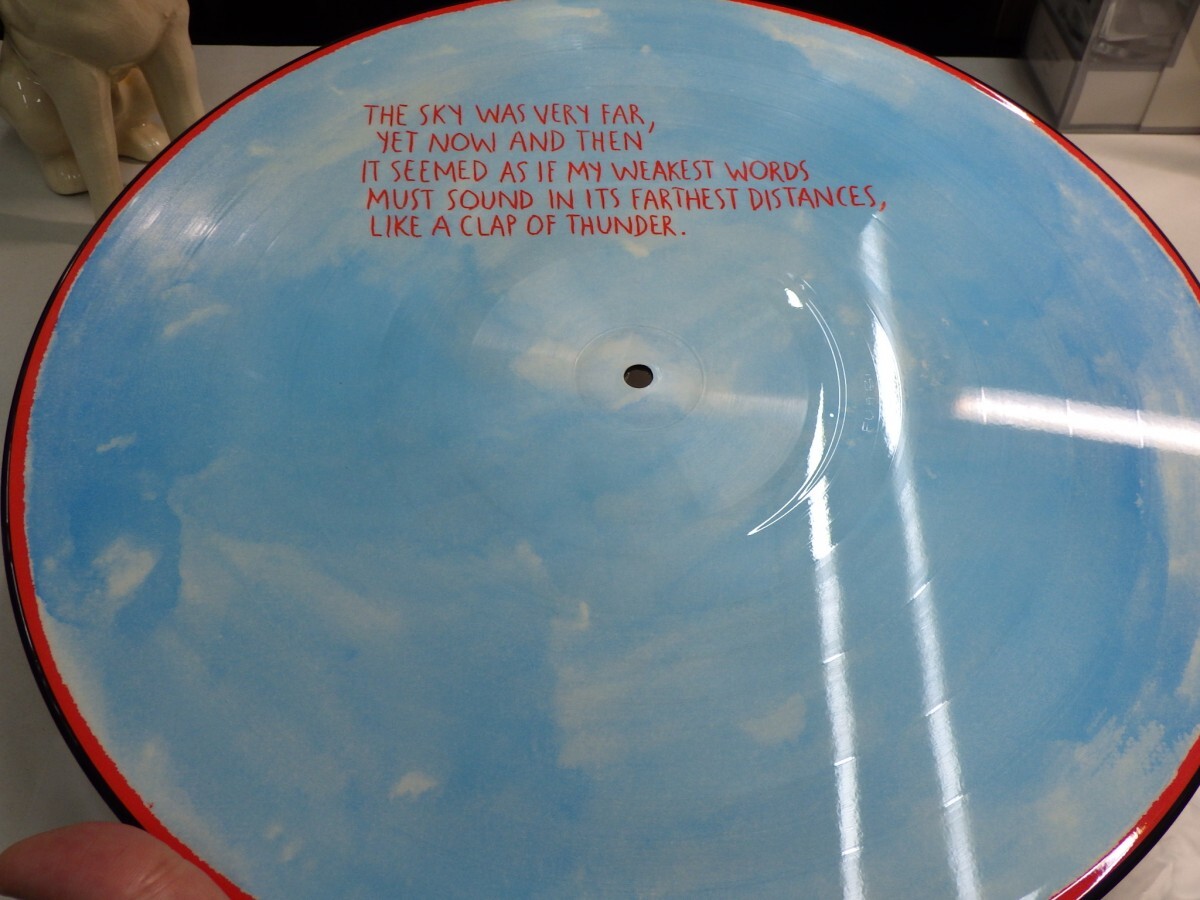 THE SKY WAS VERY FAR,
YET NOW AND THEN
IT SEEMED AS IF MY WEAKEST WORDS
MUST SOUND IN ITS FARTHEST DISTANCES,
LIKE A CLAP OF THUNDER.